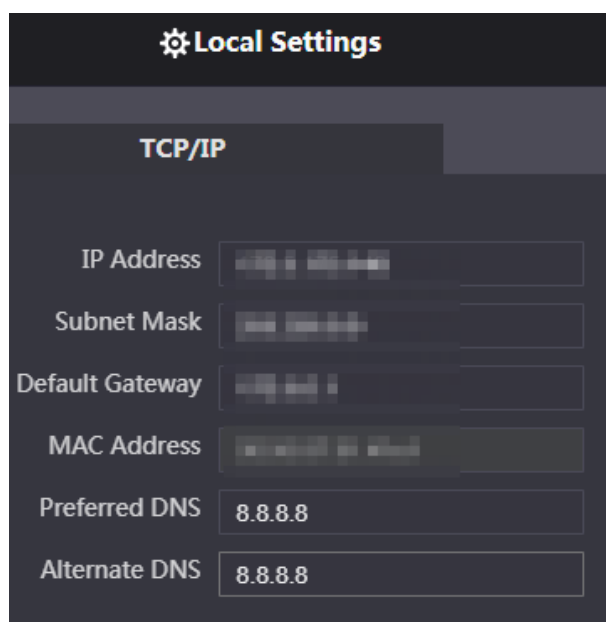 Local Settings
TCP/IP
IP Address
Subnet Mask
Default Gateway
MAC Address
Preferred DNS 8.8.8.8
Alternate DNS 8.8.8.8